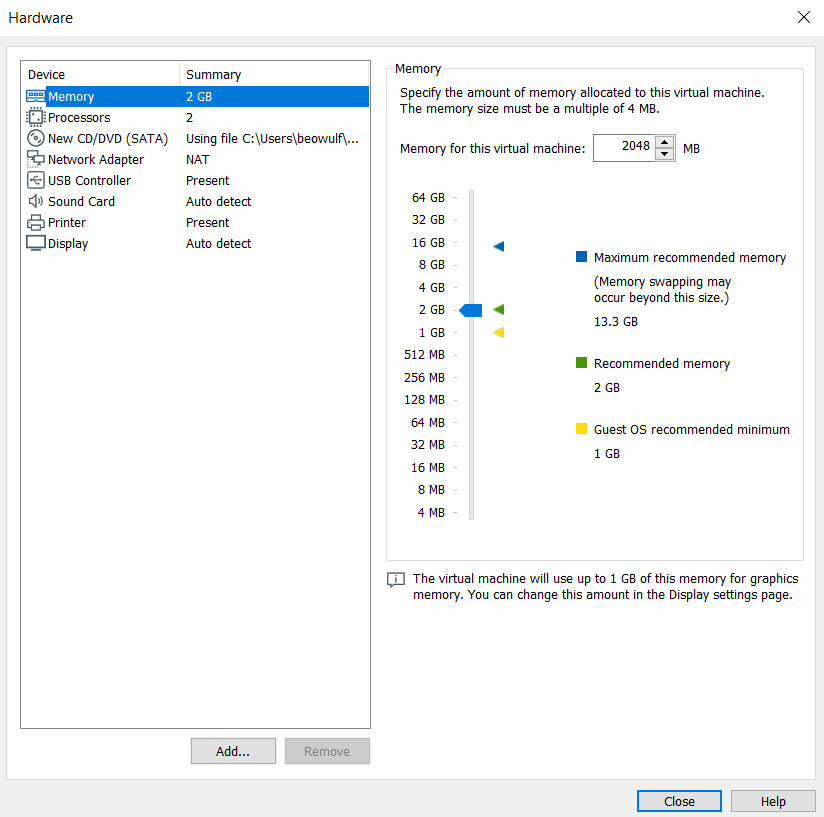 Hardware
Device Summary
Memory 2 GB
Processors 2
New CD/DVD (SATA) Using file C:\Users\beowulf\...
Network Adapter NAT
USB Controller Present
Sound Card Auto detect
Printer Present
Display Auto detect
Add...
Remove
Memory
Specify the amount of memory allocated to this virtual machine.
The memory size must be a multiple of 4 MB.
Memory for this virtual machine: 2048 MB
64 GB
32 GB
16 GB
8 GB
4 GB
2 GB
1 GB
512 MB
256 MB
128 MB
64 MB
32 MB
16 MB
8 MB
4 MB
Maximum recommended memory
(Memory swapping may
occur beyond this size.)
13.3 GB
Recommended memory
2 GB
Guest OS recommended minimum
1 GB
The virtual machine will use up to 1 GB of this memory for graphics
memory. You can change this amount in the Display settings page.
Close
Help